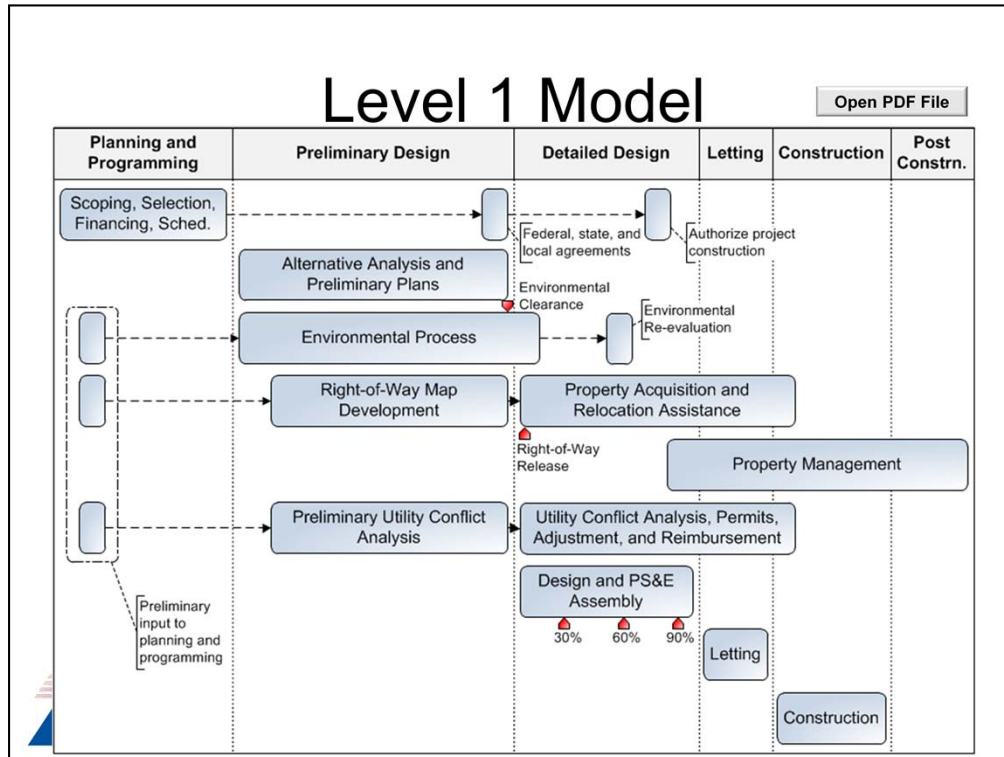 Level 1 Model
Open PDF File
Planning and
Programming
Preliminary Design
Detailed Design
Letting
Construction
Post
Constrn.
Scoping, Selection,
Financing, Sched.
Federal, state, and
local agreements
Authorize project
construction
Alternative Analysis and
Preliminary Plans
Environmental
Clearance
Environmental Process
Environmental
Re-evaluation
Right-of-Way Map
Development
Property Acquisition and
Relocation Assistance
Right-of-Way
Release
Property Management
Preliminary Utility Conflict
Analysis
Utility Conflict Analysis, Permits,
Adjustment, and Reimbursement
Design and PS&E
Assembly
30%
60%
90%
Preliminary
input to
planning and
programming
Letting
Construction